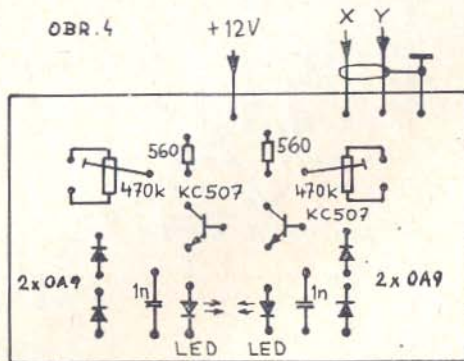 OBR.4
+12V
X Y
560
560
470k
KC507
470k
KC507
2x OA9
1n
1n
2x OA9
LED
LED